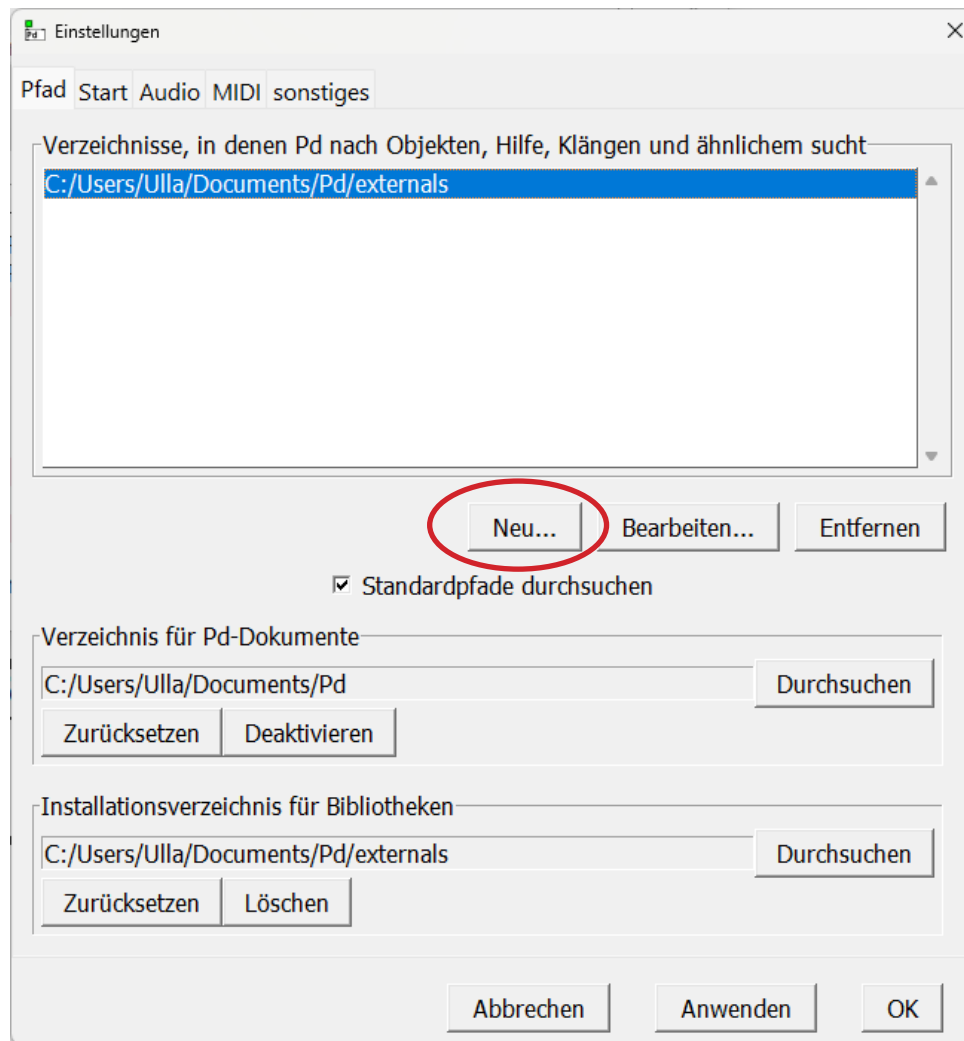 Pd Einstellungen
Pfad Start Audio MIDI sonstiges
Verzeichnisse, in denen Pd nach Objekten, Hilfe, Klängen und ähnlichem sucht
C:/Users/Ulla/Documents/Pd/externals
Neu... Bearbeiten... Entfernen
Standardpfade durchsuchen
Verzeichnis für Pd-Dokumente
C:/Users/Ulla/Documents/Pd Durchsuchen
Zurücksetzen Deaktivieren
Installationsverzeichnis für Bibliotheken
C:/Users/Ulla/Documents/Pd/externals Durchsuchen
Zurücksetzen Löschen
Abbrechen Anwenden OK